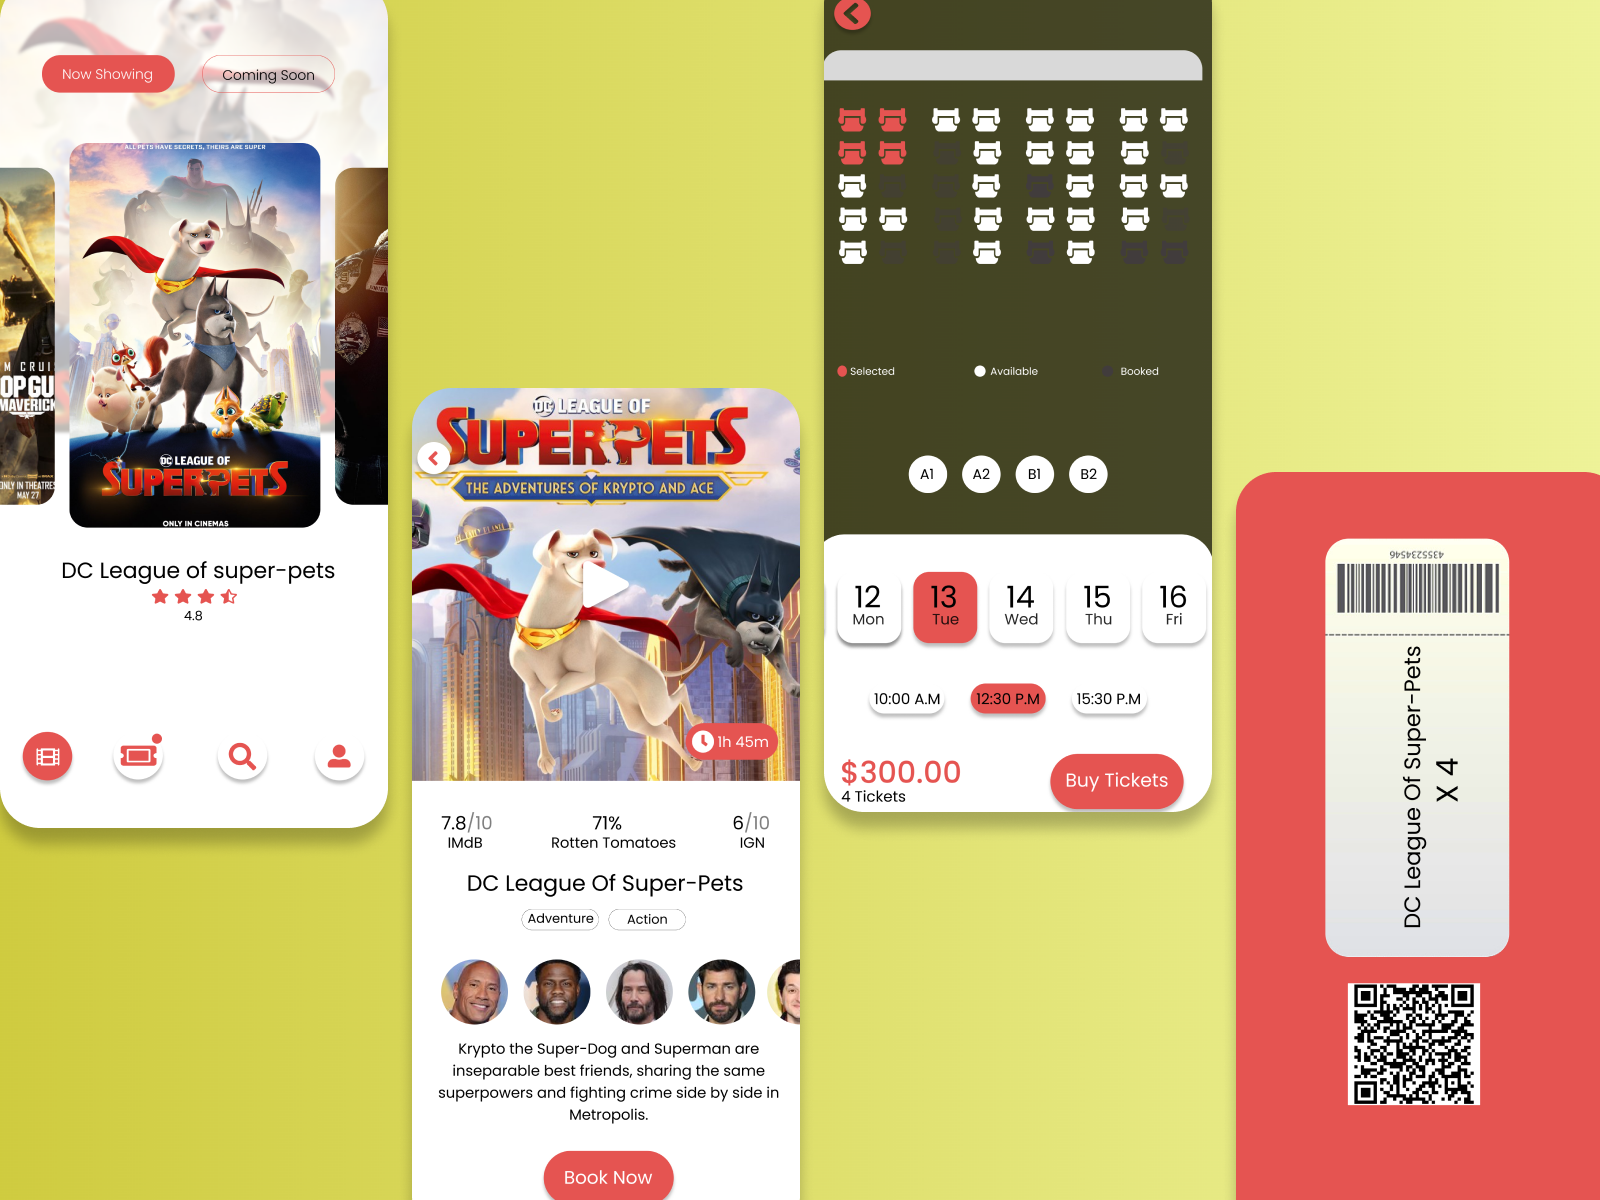 Now Showing
Coming Soon
ALL PETS HAVE SECRETS, THEIRS ARE SUPER
M CRUI
OPGU
MAVERICK
ONLY IN THEATRES
MAY 27
DC LEAGUE OF
SUPER-PETS
ONLY IN CINEMAS
DC League of super-pets
4.8
DC LEAGUE OF
SUPER-PETS
THE ADVENTURES OF KRYPTO AND ACE
1h 45m
7.8/10
IMdB
71%
Rotten Tomatoes
6/10
IGN
DC League Of Super-Pets
Adventure
Action
Krypto the Super-Dog and Superman are
inseparable best friends, sharing the same
superpowers and fighting crime side by side in
Metropolis.
Book Now
Selected
Available
Booked
A1
A2
B1
B2
12
Mon
13
Tue
14
Wed
15
Thu
16
Fri
10:00 A.M
12:30 P.M
15:30 P.M
$300.00
4 Tickets
Buy Tickets
4355234546
DC League Of Super-Pets
X 4